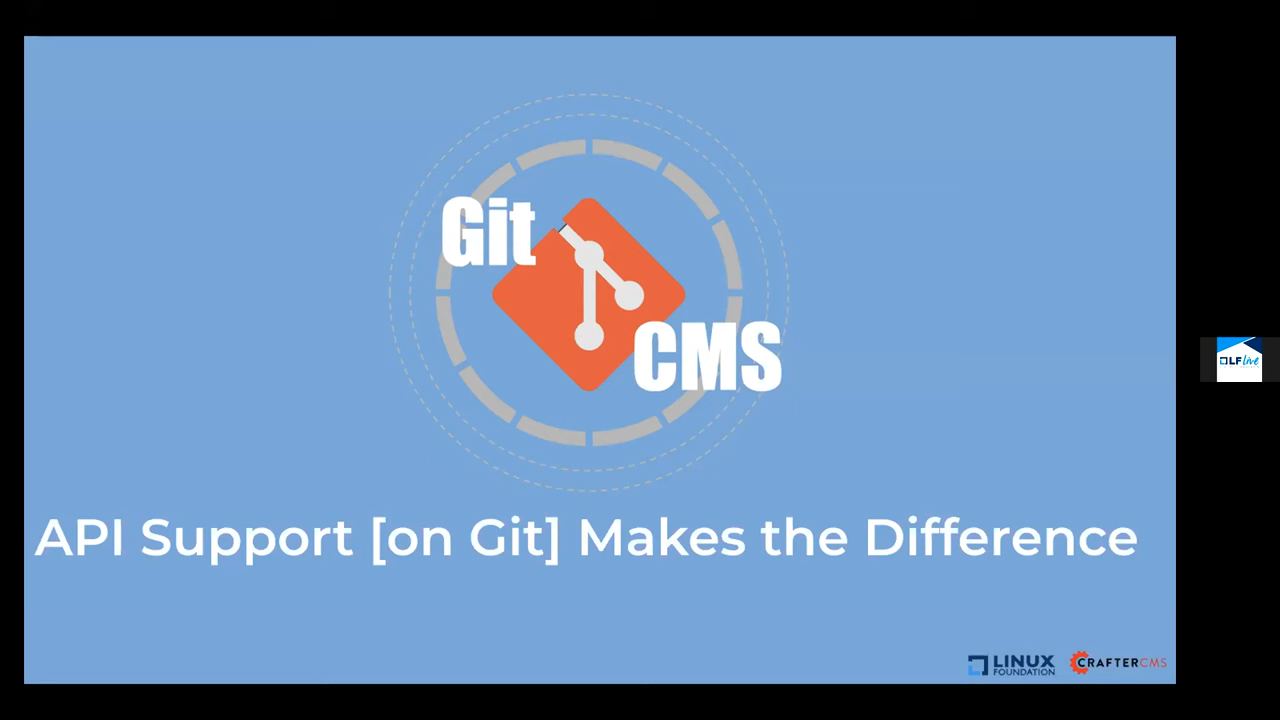 Git
CMS
LF live
API Support [on Git] Makes the Difference
LINUX
FOUNDATION
CRAFTERCMS